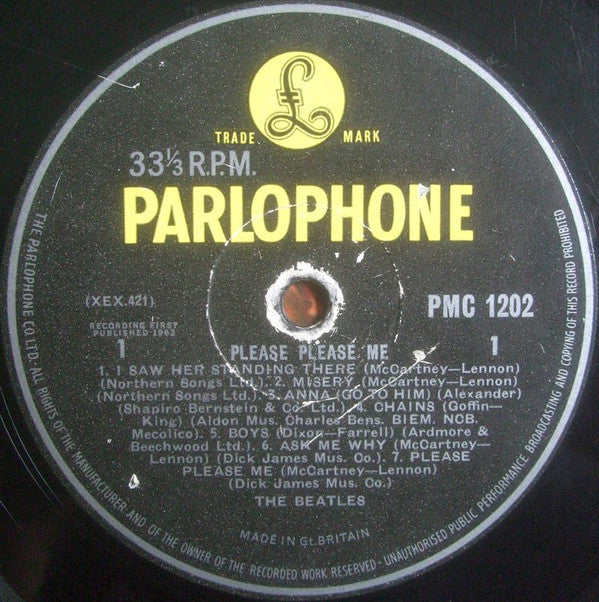 £
TRADE MARK
33⅓ R.P.M.
PARLOPHONE
(XEX.421)
PMC 1202
RECORDING FIRST
PUBLISHED 1963
1 PLEASE PLEASE ME 1
1. I SAW HER STANDING THERE (McCartney—Lennon)
(Northern Songs Ltd.). 2. MISERY (McCartney—Lennon)
(Northern Songs Ltd.). 3. ANNA (GO TO HIM) (Alexander)
(Shapiro Bernstein & Co. Ltd.) 4. CHAINS (Goffin-
King) (Aldon Mus. Charles Bens. BIEM. NCB.
Mecolico). 5. BOYS (Dixon—Farrell) (Ardmore &
Beechwood Ltd.). 6. ASK ME WHY (McCartney—
Lennon) (Dick James Mus. Co.). 7. PLEASE
PLEASE ME (McCartney—Lennon)
(Dick James Mus. Co.)
THE BEATLES
MADE IN Gt. BRITAIN
THE PARLOPHONE CO. LTD. ALL RIGHTS OF THE MANUFACTURER AND OF THE OWNER OF THE RECORDED WORK RESERVED - UNAUTHORISED PUBLIC PERFORMANCE BROADCASTING AND COPYING OF THIS RECORD PROHIBITED